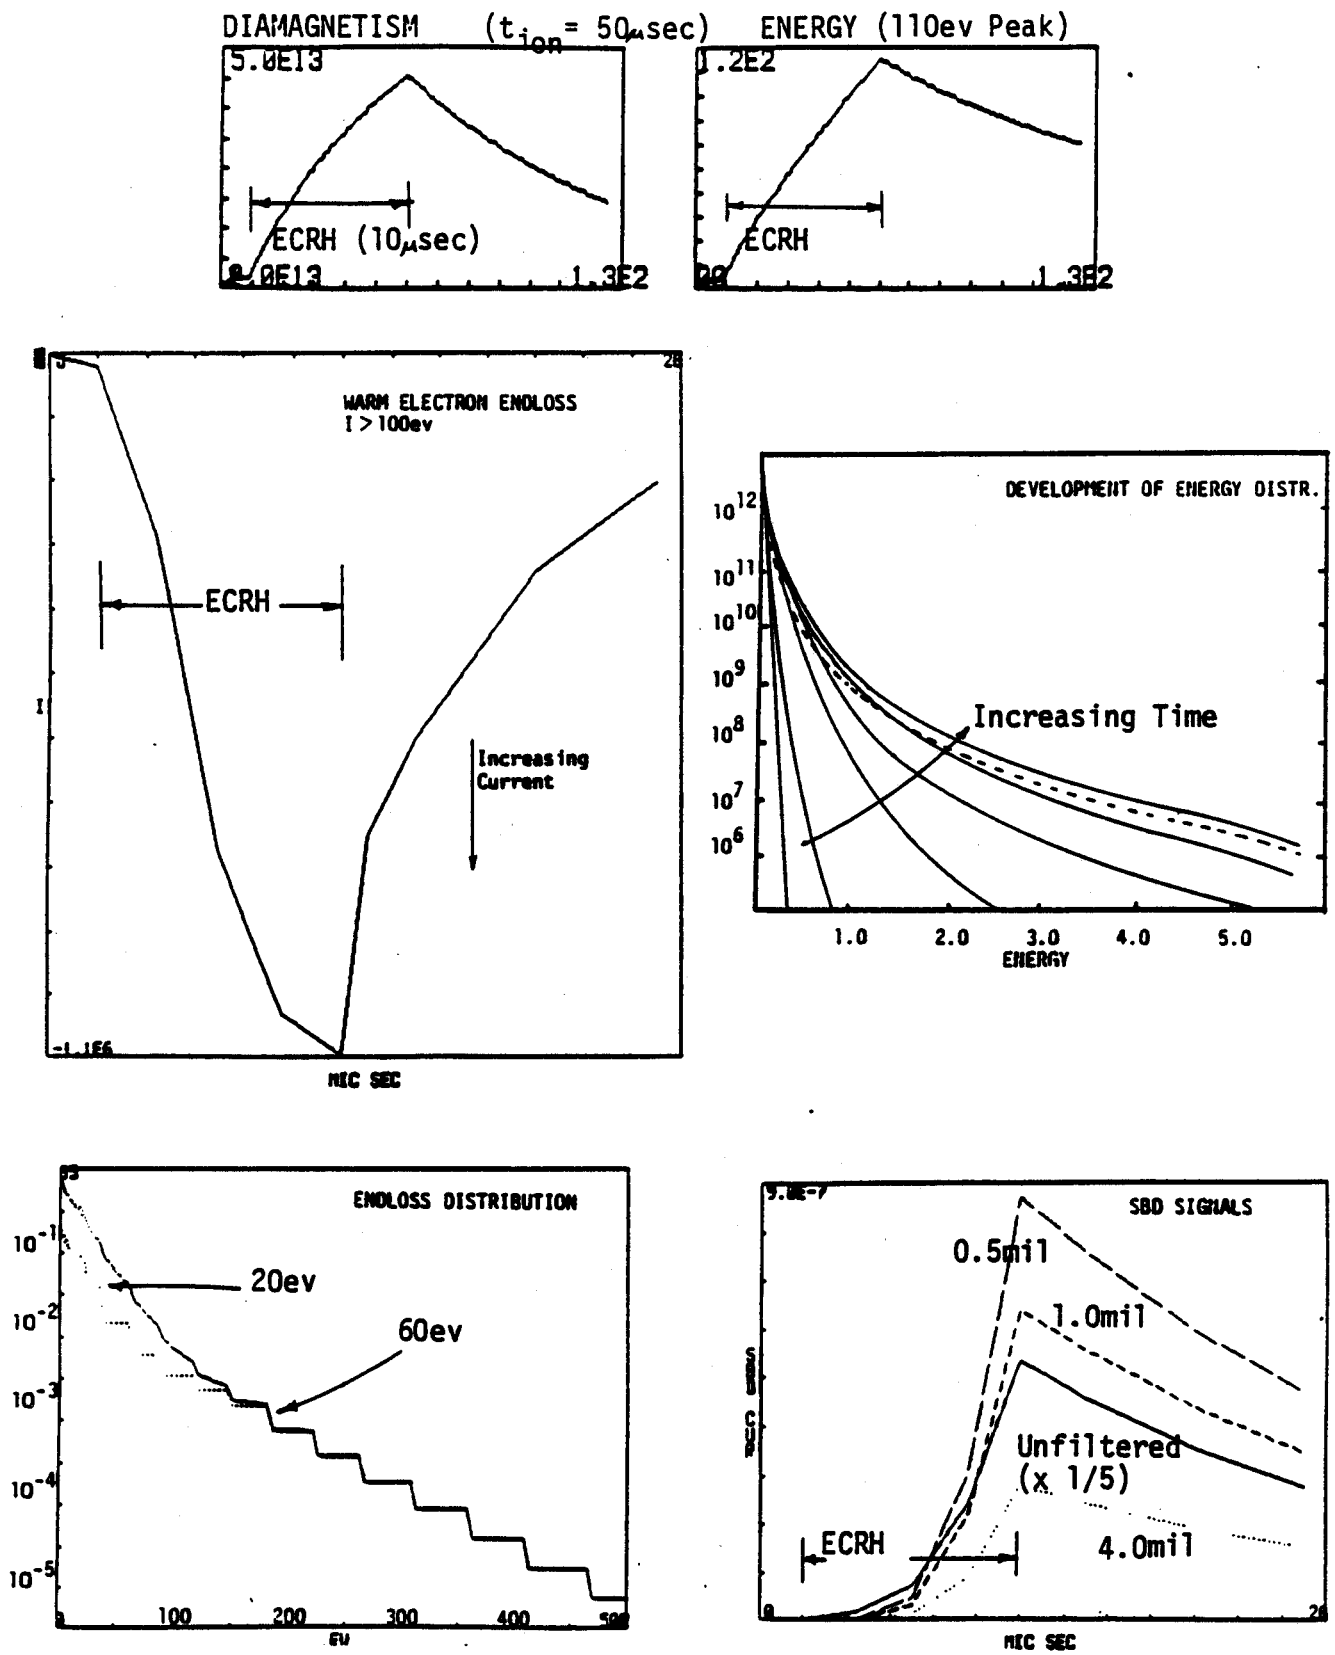 DIAMAGNETISM (tion= 50μsec) ENERGY (110ev Peak)
5.0E13
1.2E2
ECRH (10μsec)
ECRH
1.3E2
1.3E2
WARM ELECTRON ENDLOSS
I > 100ev
ECRH
I
Increasing
Current
-1.1E6
MIC SEC
DEVELOPMENT OF ENERGY DISTR.
10^12
10^11
10^10
10^9
10^8
10^7
10^6
Increasing Time
1.0 2.0 3.0 4.0 5.0
ENERGY
ENDLOSS DISTRIBUTION
10^-1
20ev
10^-2
60ev
10^-3
10^-4
10^-5
0 100 200 300 400 500
EV
SBD SIGNALS
0.5mil
1.0mil
Unfiltered
(x 1/5)
ECRH
4.0mil
0
MIC SEC